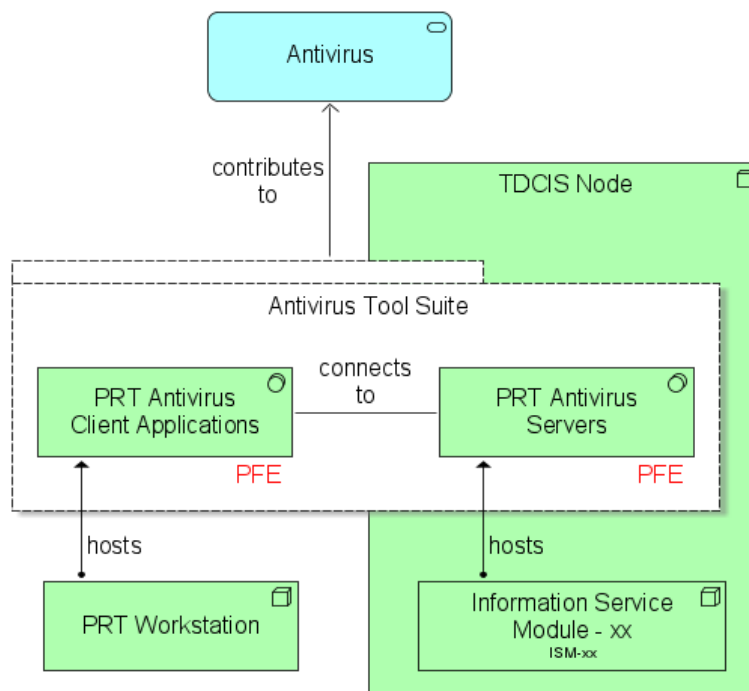 Antivirus
contributes
to
TDCIS Node
Antivirus Tool Suite
PRT Antivirus
Client Applications
connects
to
PRT Antivirus
Servers
PFE
PFE
hosts
hosts
PRT Workstation
Information Service
Module - xx
ISM-xx